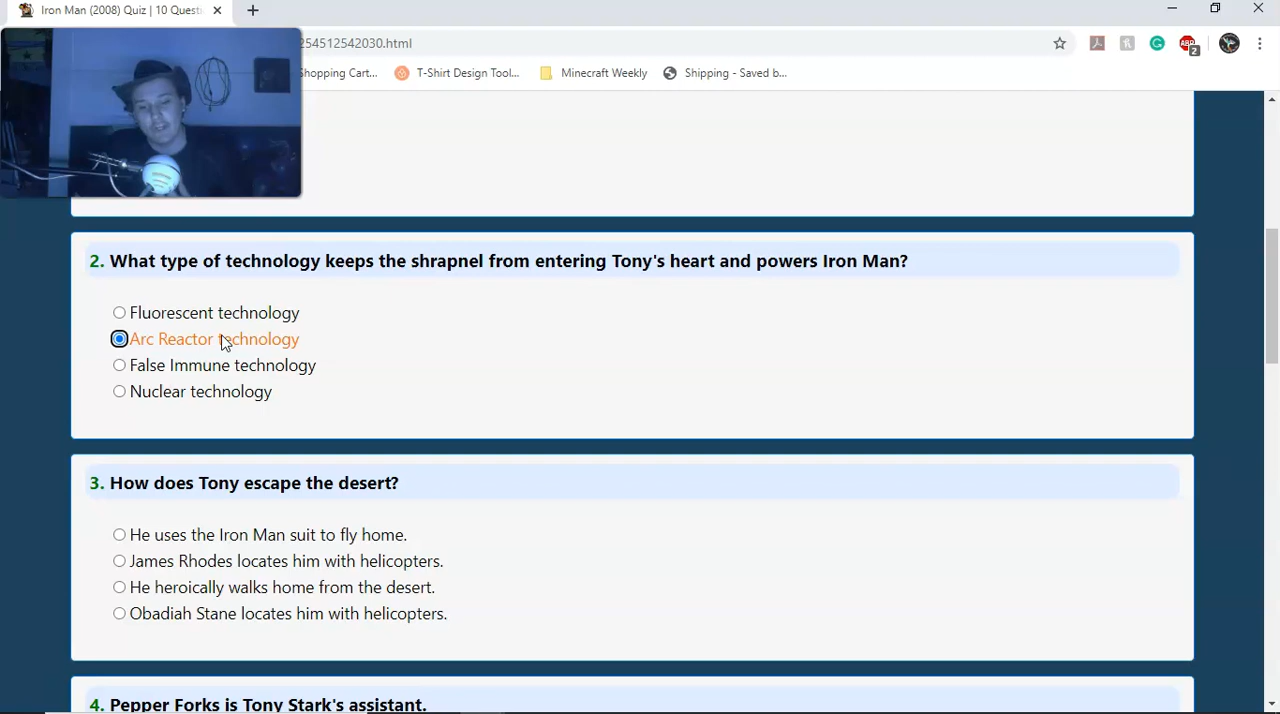 Iron Man (2008) Quiz | 10 Questi
254512542030.html
2
Shopping Cart...
T-Shirt Design Tool...
Minecraft Weekly
Shipping - Saved b...
2. What type of technology keeps the shrapnel from entering Tony's heart and powers Iron Man?
Fluorescent technology
Arc Reactor technology
False Immune technology
Nuclear technology
3. How does Tony escape the desert?
He uses the Iron Man suit to fly home.
James Rhodes locates him with helicopters.
He heroically walks home from the desert.
Obadiah Stane locates him with helicopters.
4. Pepper Forks is Tony Stark's assistant.